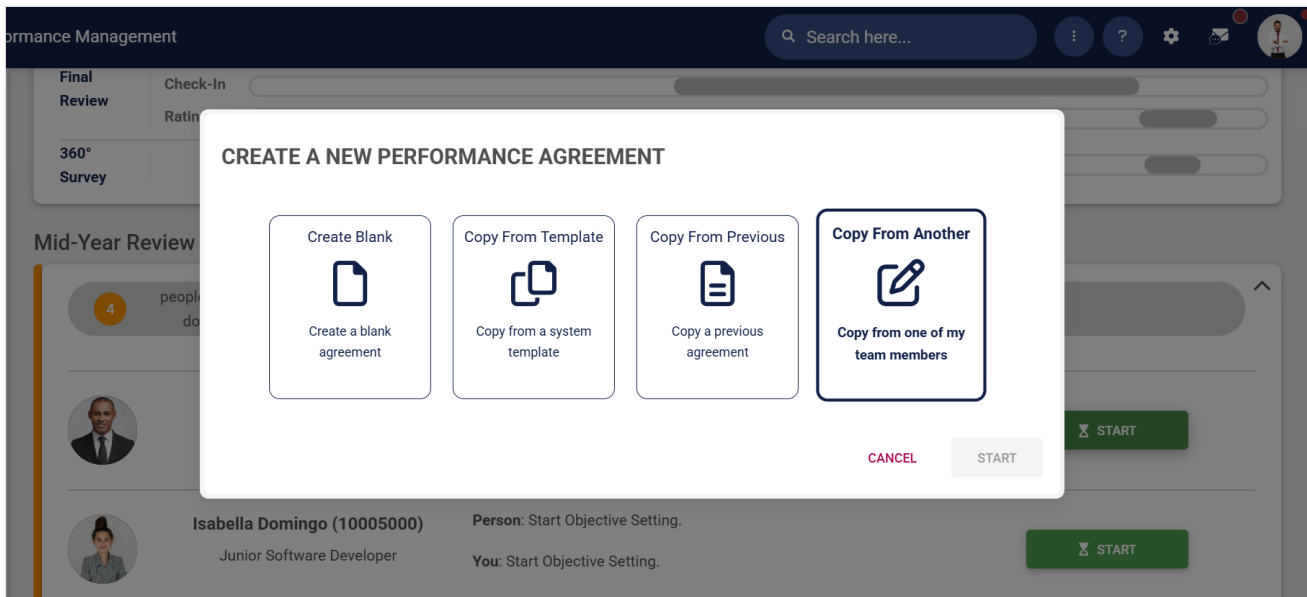 ormance Management
Search here...
?
Final
Review
Check-In
Ratin
360°
Survey
CREATE A NEW PERFORMANCE AGREEMENT
Create Blank
Create a blank
agreement
Copy From Template
Copy from a system
template
Copy From Previous
Copy a previous
agreement
Copy From Another
Copy from one of my
team members
CANCEL
START
Mid-Year Review
4
people
do
START
Isabella Domingo (10005000)
Junior Software Developer
Person: Start Objective Setting.
You: Start Objective Setting.
START